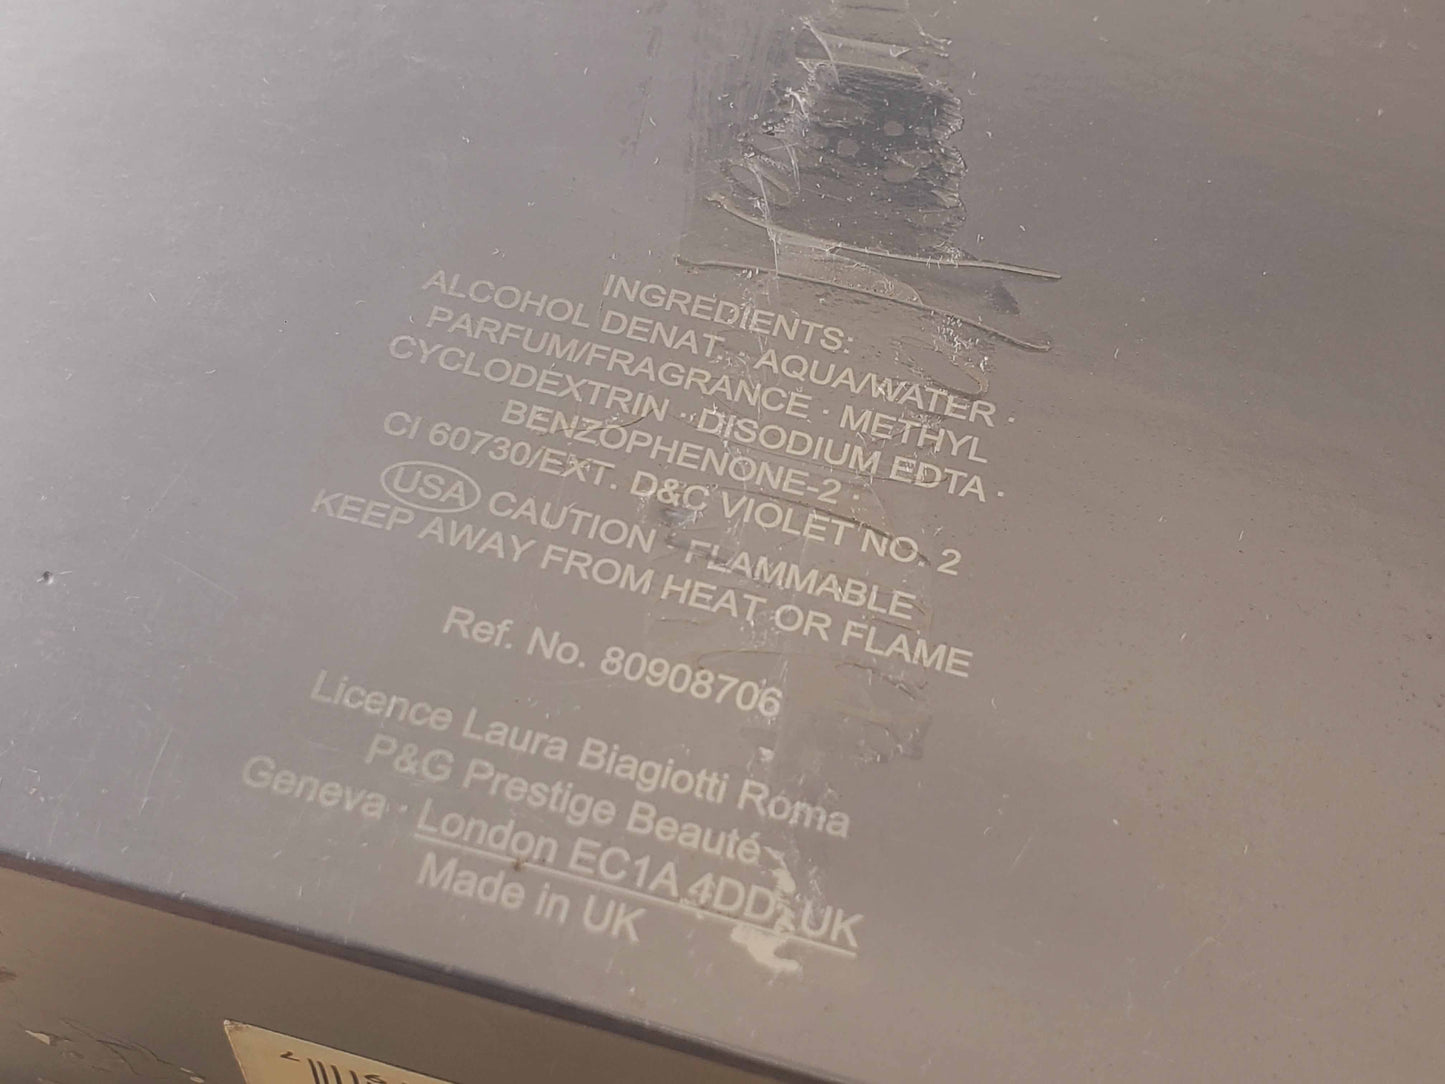 INGREDIENTS:
ALCOHOL DENAT. · AQUA/WATER ·
PARFUM/FRAGRANCE · METHYL
CYCLODEXTRIN · DISODIUM EDTA ·
BENZOPHENONE-2 ·
CI 60730/EXT. D&C VIOLET NO. 2
USA CAUTION · FLAMMABLE
KEEP AWAY FROM HEAT OR FLAME
Ref. No. 80908706
Licence Laura Biagiotti Roma
P&G Prestige Beauté
Geneva · London EC1A 4DD, UK
Made in UK